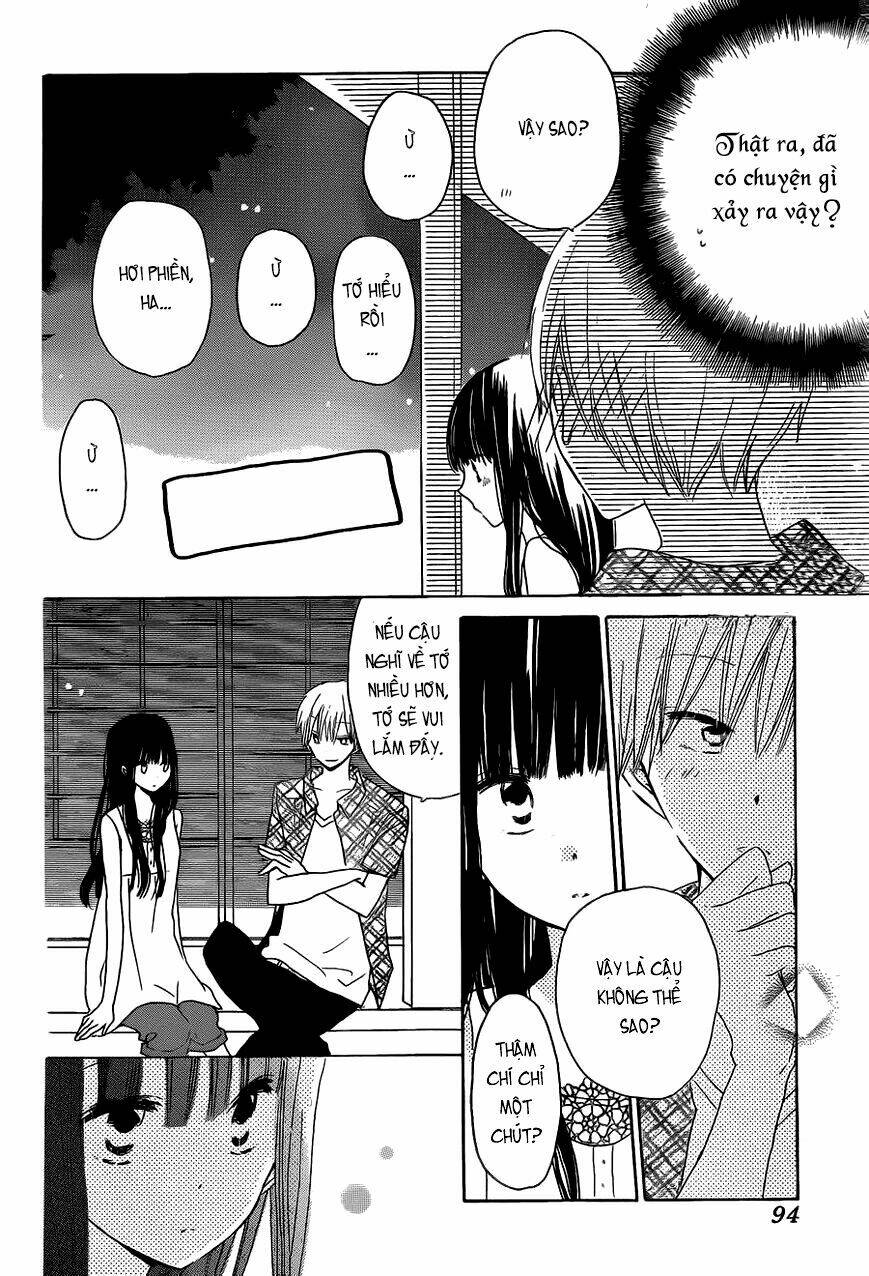 Thật ra, đã
có chuyện gì
xảy ra vậy?
VẬY SAO?
Ừ
...
TỚ HIỂU
RỒI
...
Ừ
...
HƠI PHIỀN,
HA...
Ừ
...
VẬY LÀ CẬU
KHÔNG THỂ
SAO?
THẬM
CHÍ CHỈ
MỘT
CHÚT?
NẾU CẬU
NGHĨ VỀ TỚ
NHIỀU HƠN,
TỚ SẼ VUI
LẮM ĐẤY.
94